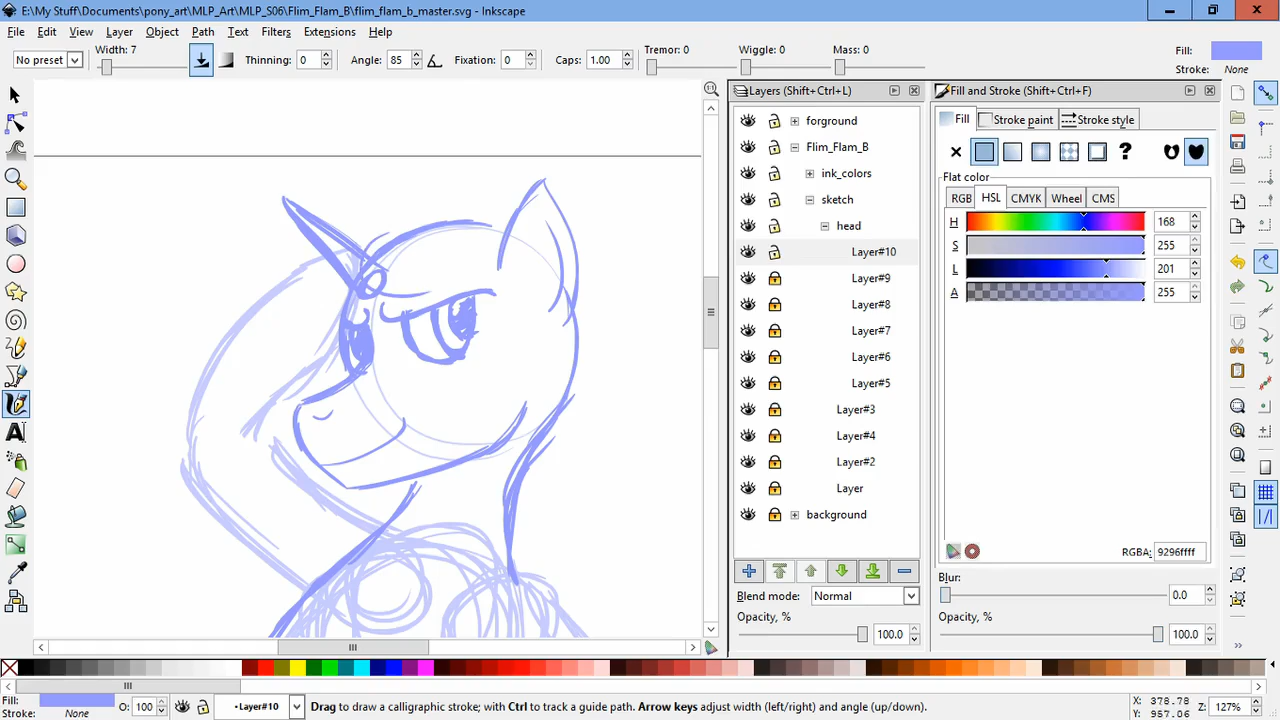 E:\My Stuff\Documents\pony_art\MLP_Art\MLP_S06\Flim_Flam_B\flim_flam_b_master.svg - Inkscape
File Edit View Layer Object Path Filters Text Extensions Help
No preset Width: 7 Thinning: 0 Angle: 85 Fixation: 0 Caps: 1.00 Tremor: 0 Wiggle: 0 Mass: 0 Fill:
Stroke: None
Layers (Shift+Ctrl+L)
forground
Flim_Flam_B
ink_colors
sketch
head
Layer#10
Layer#9
Layer#8
Layer#7
Layer#6
Layer#5
Layer#3
Layer#4
Layer#2
Layer
background
Blend mode: Normal
Opacity, % 100.0
Fill and Stroke (Shift+Ctrl+F)
Fill Stroke paint Stroke style
?
Flat color
RGB HSL CMYK Wheel CMS
H 168
S 255
L 201
A 255
RGBA: 9296ffff
Blur:
0.0
Opacity, %
100.0
Fill:
Stroke: None
O: 100
•Layer#10
Drag to draw a calligraphic stroke; with Ctrl to track a guide path. Arrow keys adjust width (left/right) and angle (up/down).
X: 378.78
Y: 957.06
Z: 127%